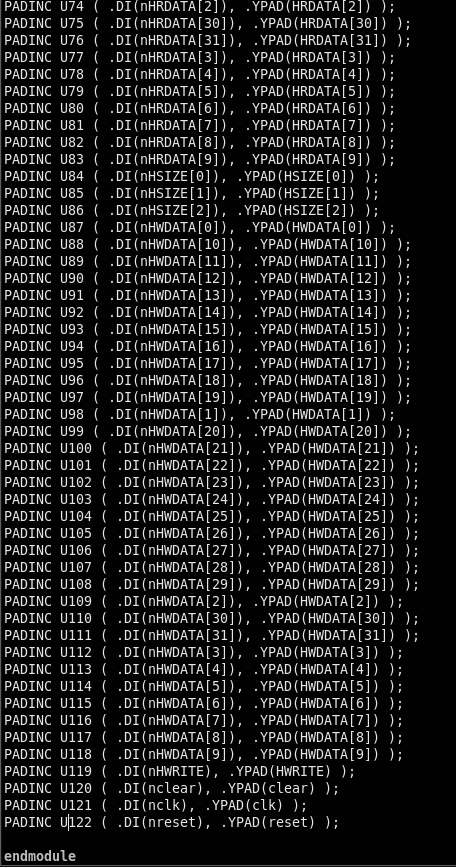 PADINC U74 ( .DI(nHRDATA[2]), .YPAD(HRDATA[2]) );
PADINC U75 ( .DI(nHRDATA[30]), .YPAD(HRDATA[30]) );
PADINC U76 ( .DI(nHRDATA[31]), .YPAD(HRDATA[31]) );
PADINC U77 ( .DI(nHRDATA[3]), .YPAD(HRDATA[3]) );
PADINC U78 ( .DI(nHRDATA[4]), .YPAD(HRDATA[4]) );
PADINC U79 ( .DI(nHRDATA[5]), .YPAD(HRDATA[5]) );
PADINC U80 ( .DI(nHRDATA[6]), .YPAD(HRDATA[6]) );
PADINC U81 ( .DI(nHRDATA[7]), .YPAD(HRDATA[7]) );
PADINC U82 ( .DI(nHRDATA[8]), .YPAD(HRDATA[8]) );
PADINC U83 ( .DI(nHRDATA[9]), .YPAD(HRDATA[9]) );
PADINC U84 ( .DI(nHSIZE[0]), .YPAD(HSIZE[0]) );
PADINC U85 ( .DI(nHSIZE[1]), .YPAD(HSIZE[1]) );
PADINC U86 ( .DI(nHSIZE[2]), .YPAD(HSIZE[2]) );
PADINC U87 ( .DI(nHWDATA[0]), .YPAD(HWDATA[0]) );
PADINC U88 ( .DI(nHWDATA[10]), .YPAD(HWDATA[10]) );
PADINC U89 ( .DI(nHWDATA[11]), .YPAD(HWDATA[11]) );
PADINC U90 ( .DI(nHWDATA[12]), .YPAD(HWDATA[12]) );
PADINC U91 ( .DI(nHWDATA[13]), .YPAD(HWDATA[13]) );
PADINC U92 ( .DI(nHWDATA[14]), .YPAD(HWDATA[14]) );
PADINC U93 ( .DI(nHWDATA[15]), .YPAD(HWDATA[15]) );
PADINC U94 ( .DI(nHWDATA[16]), .YPAD(HWDATA[16]) );
PADINC U95 ( .DI(nHWDATA[17]), .YPAD(HWDATA[17]) );
PADINC U96 ( .DI(nHWDATA[18]), .YPAD(HWDATA[18]) );
PADINC U97 ( .DI(nHWDATA[19]), .YPAD(HWDATA[19]) );
PADINC U98 ( .DI(nHWDATA[1]), .YPAD(HWDATA[1]) );
PADINC U99 ( .DI(nHWDATA[20]), .YPAD(HWDATA[20]) );
PADINC U100 ( .DI(nHWDATA[21]), .YPAD(HWDATA[21]) );
PADINC U101 ( .DI(nHWDATA[22]), .YPAD(HWDATA[22]) );
PADINC U102 ( .DI(nHWDATA[23]), .YPAD(HWDATA[23]) );
PADINC U103 ( .DI(nHWDATA[24]), .YPAD(HWDATA[24]) );
PADINC U104 ( .DI(nHWDATA[25]), .YPAD(HWDATA[25]) );
PADINC U105 ( .DI(nHWDATA[26]), .YPAD(HWDATA[26]) );
PADINC U106 ( .DI(nHWDATA[27]), .YPAD(HWDATA[27]) );
PADINC U107 ( .DI(nHWDATA[28]), .YPAD(HWDATA[28]) );
PADINC U108 ( .DI(nHWDATA[29]), .YPAD(HWDATA[29]) );
PADINC U109 ( .DI(nHWDATA[2]), .YPAD(HWDATA[2]) );
PADINC U110 ( .DI(nHWDATA[30]), .YPAD(HWDATA[30]) );
PADINC U111 ( .DI(nHWDATA[31]), .YPAD(HWDATA[31]) );
PADINC U112 ( .DI(nHWDATA[3]), .YPAD(HWDATA[3]) );
PADINC U113 ( .DI(nHWDATA[4]), .YPAD(HWDATA[4]) );
PADINC U114 ( .DI(nHWDATA[5]), .YPAD(HWDATA[5]) );
PADINC U115 ( .DI(nHWDATA[6]), .YPAD(HWDATA[6]) );
PADINC U116 ( .DI(nHWDATA[7]), .YPAD(HWDATA[7]) );
PADINC U117 ( .DI(nHWDATA[8]), .YPAD(HWDATA[8]) );
PADINC U118 ( .DI(nHWDATA[9]), .YPAD(HWDATA[9]) );
PADINC U119 ( .DI(nHWRITE), .YPAD(HWRITE) );
PADINC U120 ( .DI(nclear), .YPAD(clear) );
PADINC U121 ( .DI(nclk), .YPAD(clk) );
PADINC U122 ( .DI(nreset), .YPAD(reset) );
endmodule